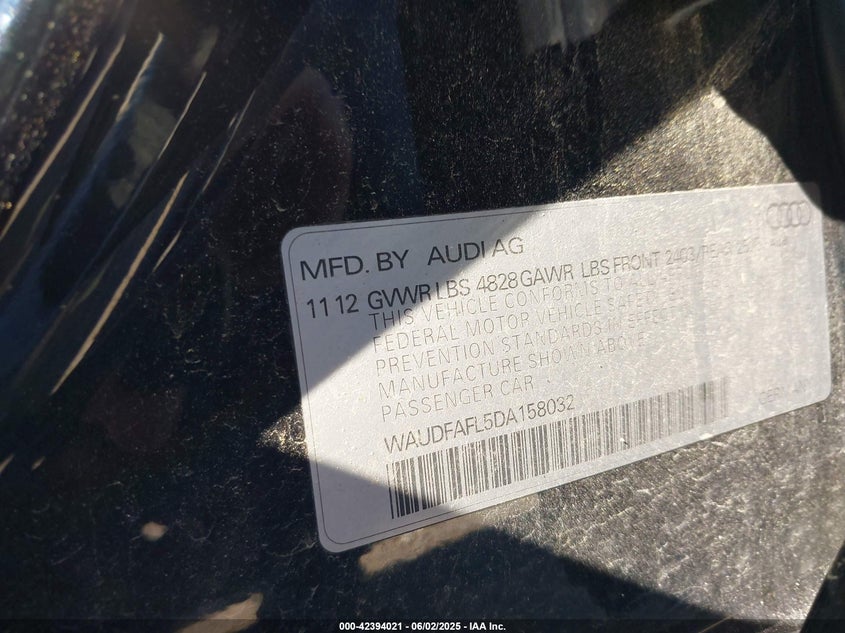 MFD. BY AUDI AG
11 12 GVWR LBS 4828 GAWR LBS FRONT 2403
THIS VEHICLE CONFORMS TO ALL
FEDERAL MOTOR VEHICLE SAFETY
PREVENTION STANDARDS IN EFFECT
MANUFACTURE SHOWN ABOVE.
PASSENGER CAR
WAUDFAFL5DA158032
000-42394021 - 06/02/2025 - IAA Inc.